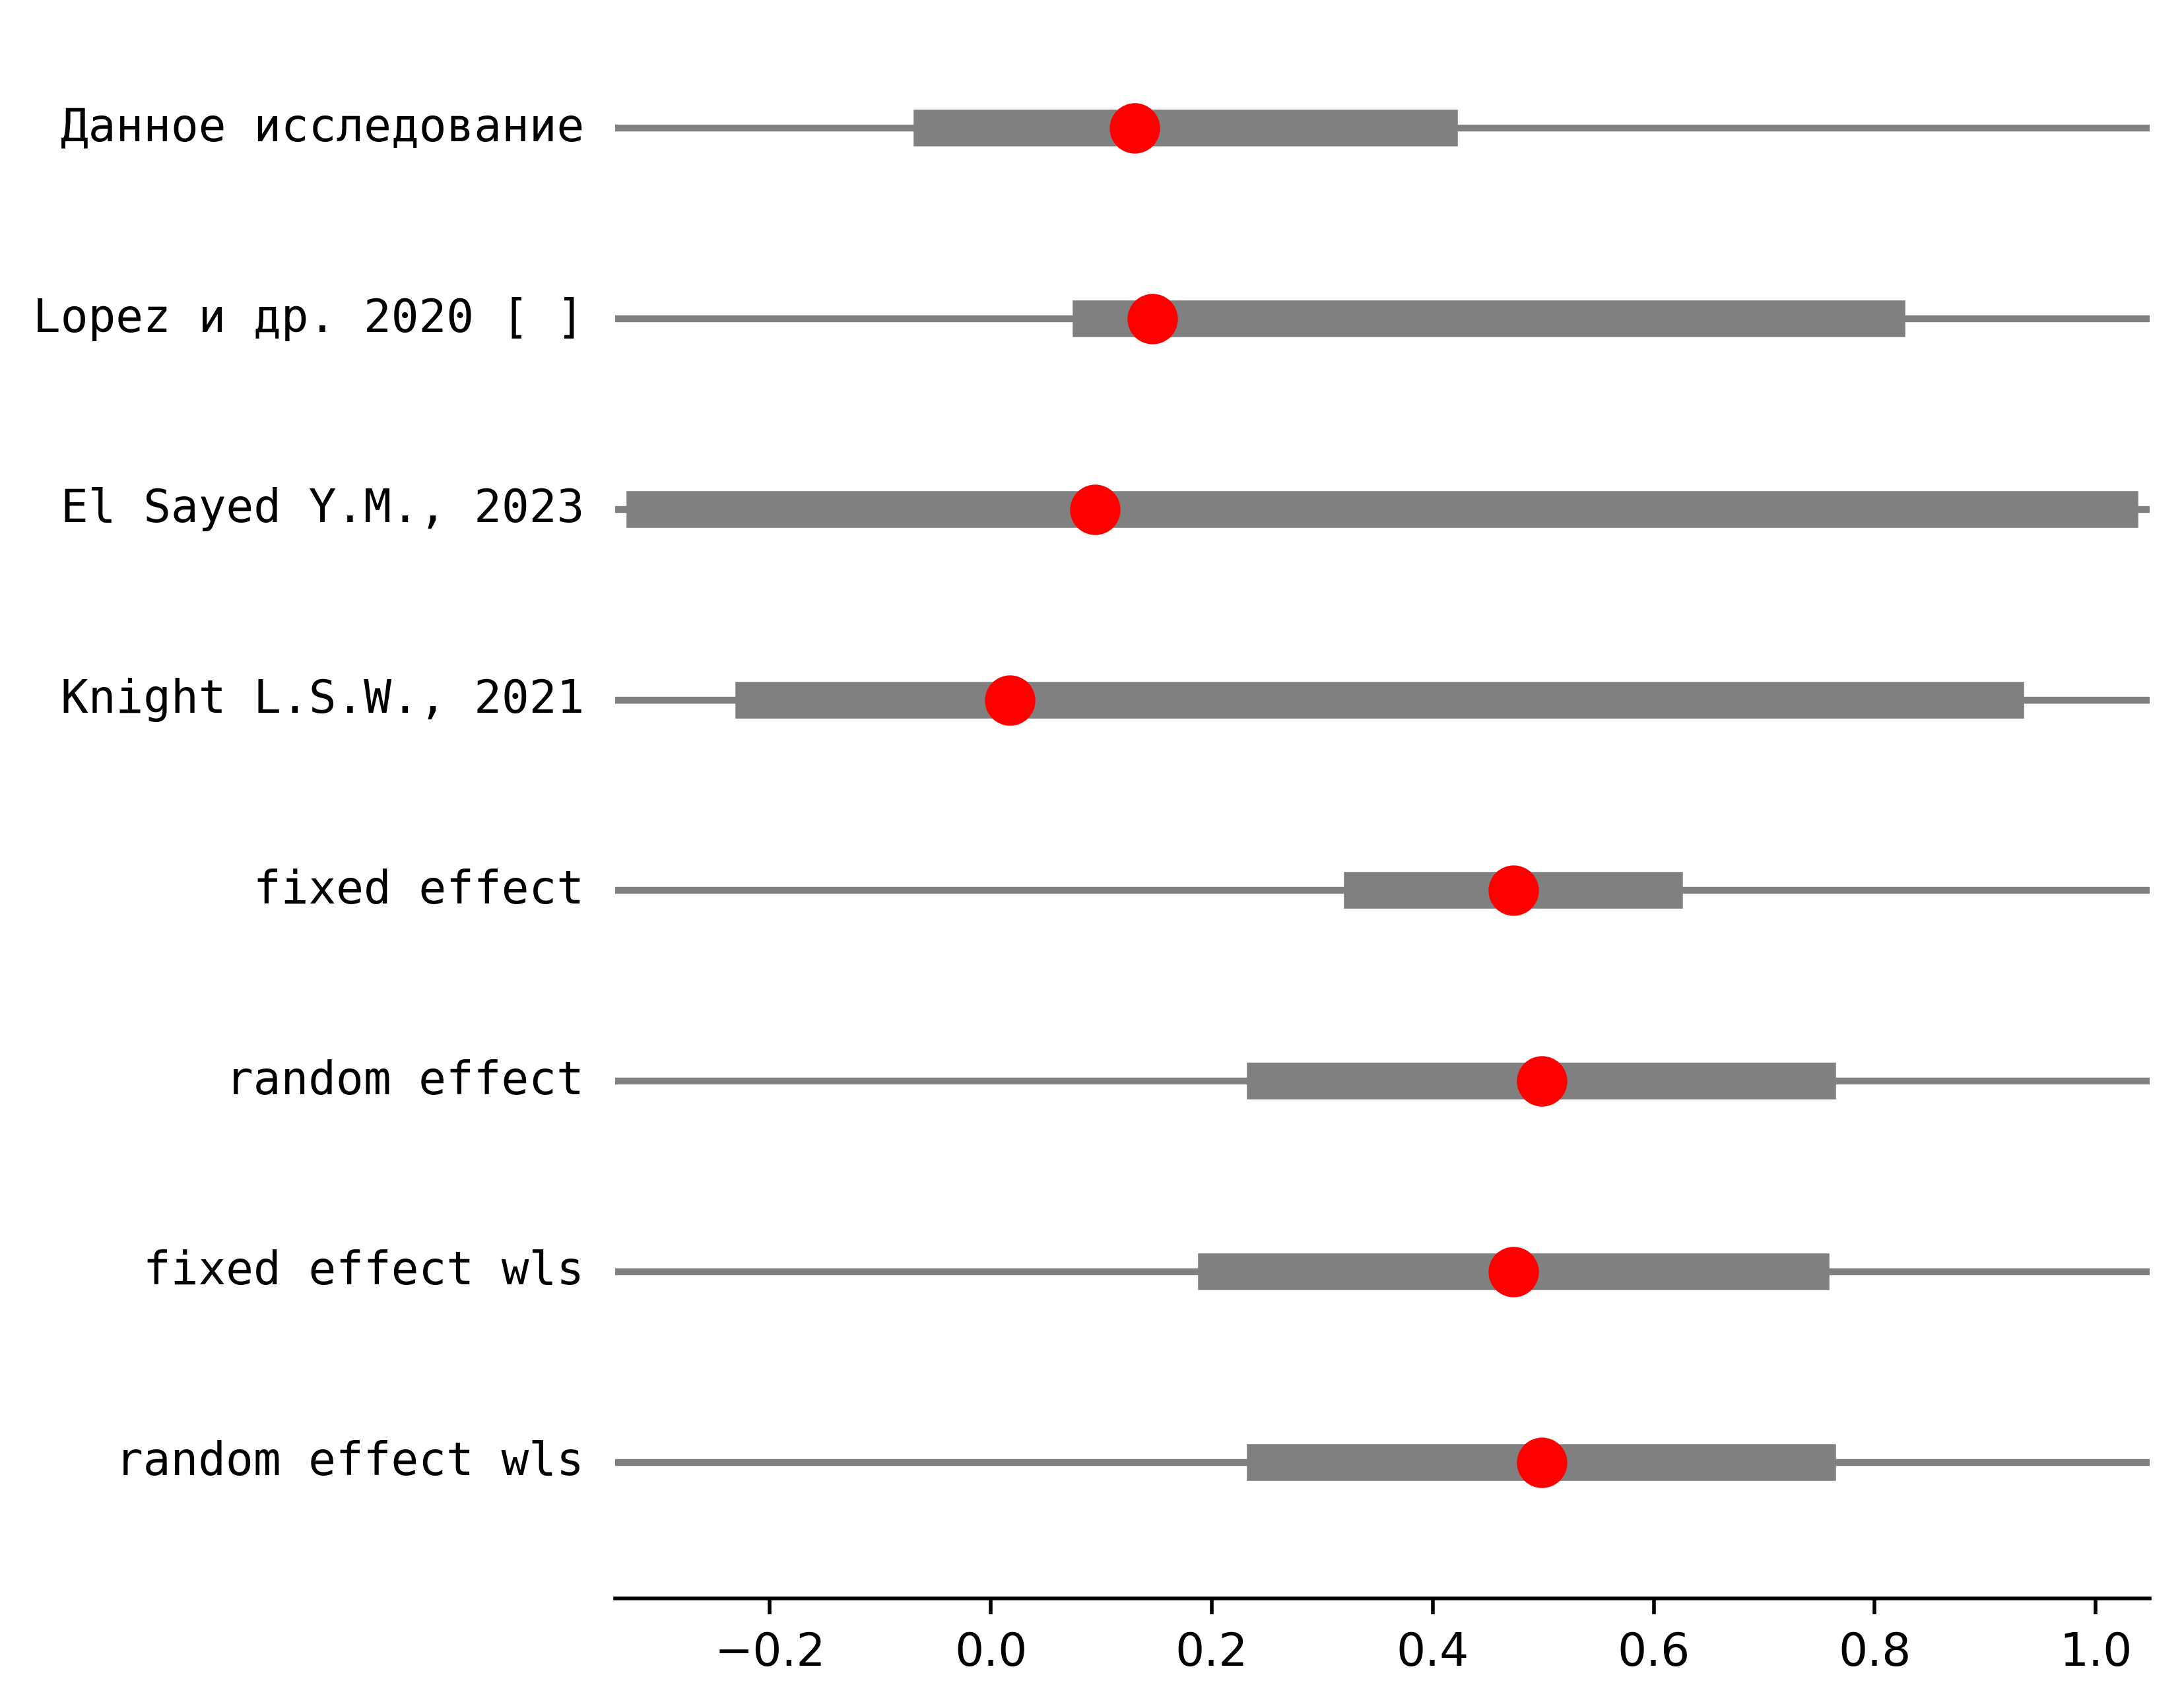 Данное исследование
Lopez и др. 2020 [ ]
El Sayed Y.M., 2023
Knight L.S.W., 2021
fixed effect
random effect
fixed effect wls
random effect wls
−0.2 0.0 0.2 0.4 0.6 0.8 1.0